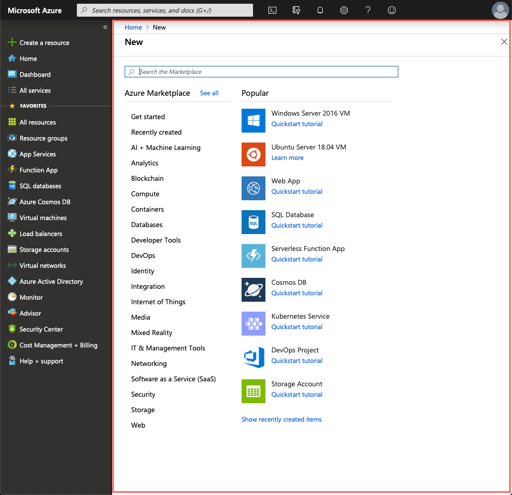 Microsoft Azure
Search resources, services, and docs (G+/)
«
Create a resource
Home
Dashboard
All services
FAVORITES
All resources
Resource groups
App Services
Function App
SQL databases
Azure Cosmos DB
Virtual machines
Load balancers
Storage accounts
Virtual networks
Azure Active Directory
Monitor
Advisor
Security Center
Cost Management + Billing
Help + support
Home > New
New
Search the Marketplace
Azure Marketplace See all
Get started
Recently created
AI + Machine Learning
Analytics
Blockchain
Compute
Containers
Databases
Developer Tools
DevOps
Identity
Integration
Internet of Things
Media
Mixed Reality
IT & Management Tools
Networking
Software as a Service (SaaS)
Security
Storage
Web
Popular
Windows Server 2016 VM
Quickstart tutorial
Ubuntu Server 18.04 VM
Learn more
Web App
Quickstart tutorial
SQL Database
Quickstart tutorial
Serverless Function App
Quickstart tutorial
Cosmos DB
Quickstart tutorial
Kubernetes Service
Quickstart tutorial
DevOps Project
Quickstart tutorial
Storage Account
Quickstart tutorial
Show recently created items